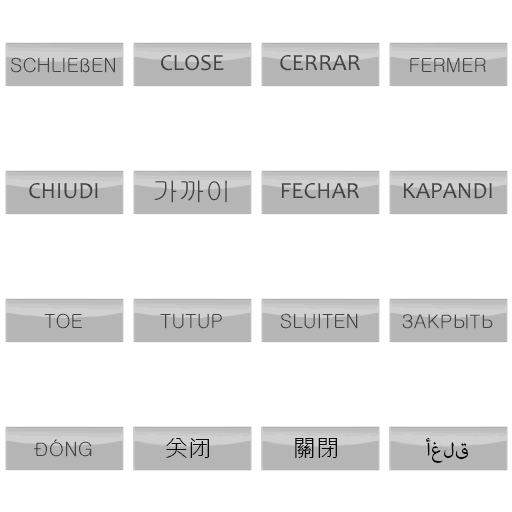 SCHLIEßEN
CLOSE
CERRAR
FERMER
CHIUDI
가까이
FECHAR
KAPANDI
TOE
TUTUP
SLUITEN
ЗАКРЫТЬ
ĐÓNG
关闭
關閉
أغلق